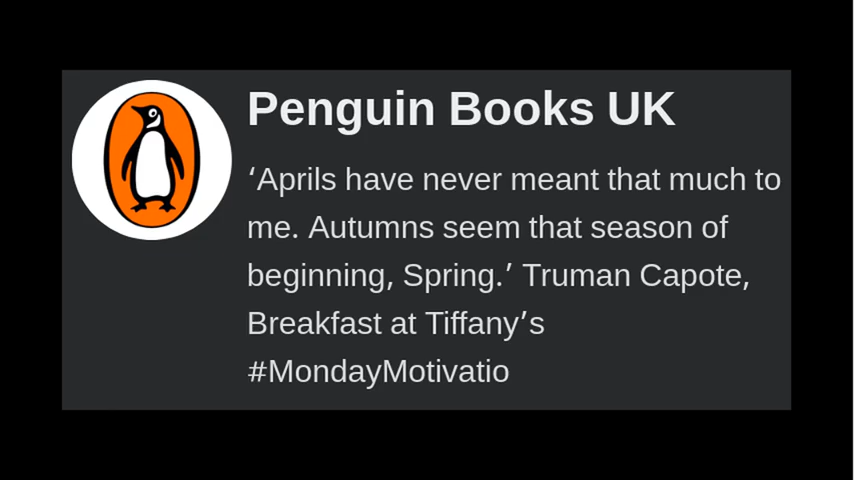 Penguin Books UK
‘Aprils have never meant that much to
me. Autumns seem that season of
beginning, Spring.’ Truman Capote,
Breakfast at Tiffany’s
#MondayMotivatio